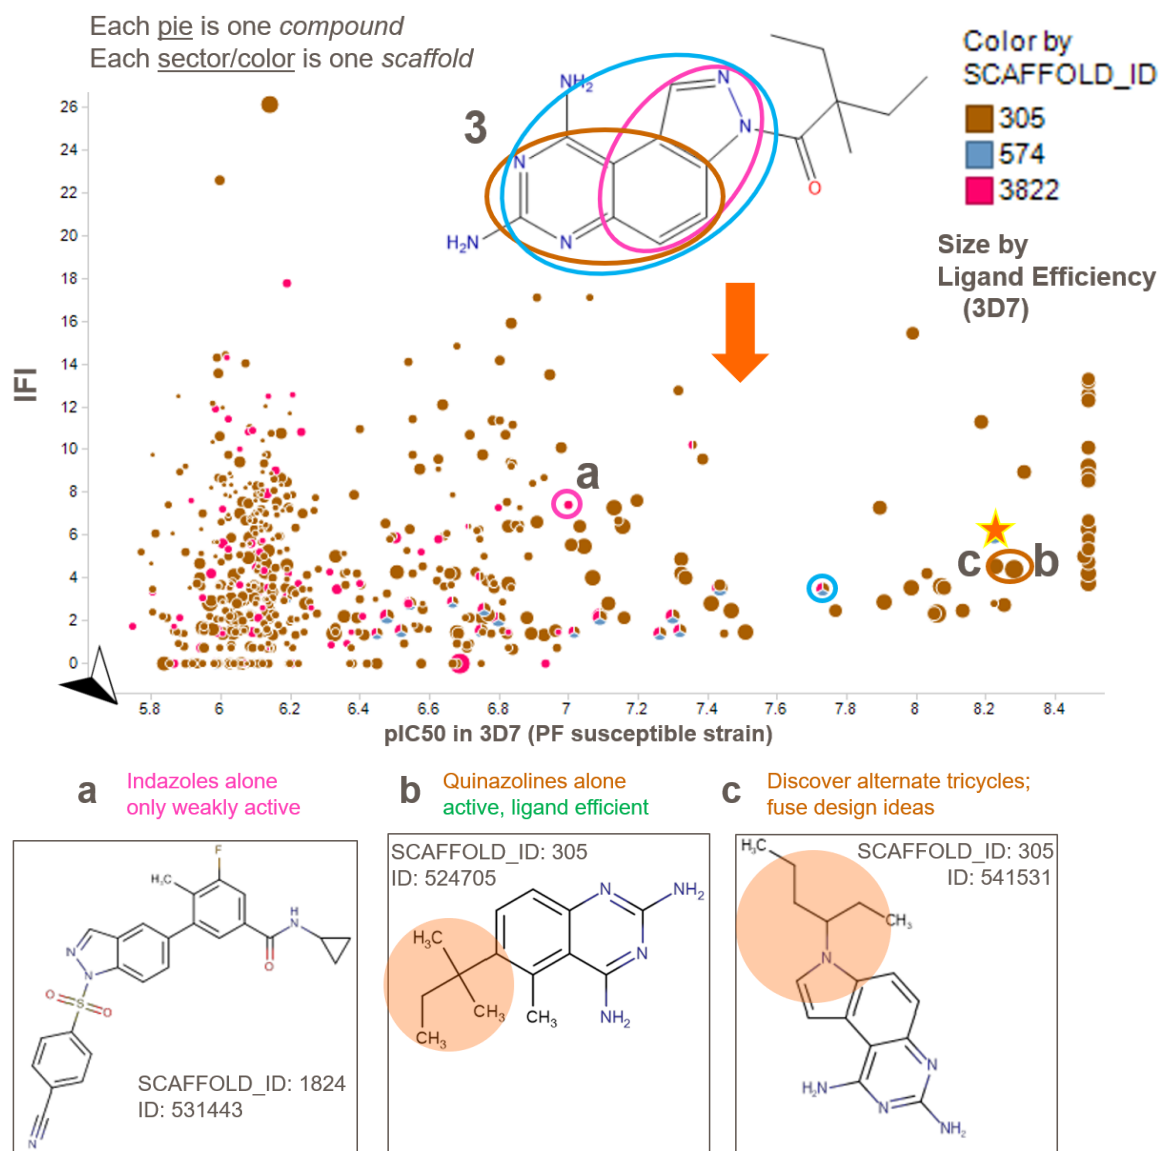 Each pie is one compound
Each sector/color is one scaffold
Color by
SCAFFOLD_ID
305
574
3822
Size by
Ligand Efficiency
(3D7)
3
NH2
N
N
N
N
H2N
O
IFI
26
24
22
20
18
16
14
12
10
8
6
4
2
0
a
c
b
5.8
6
6.2
6.4
6.6
6.8
7
7.2
7.4
7.6
7.8
8
8.2
8.4
pIC50 in 3D7 (PF susceptible strain)
a
Indazoles alone
only weakly active
b
Quinazolines alone
active, ligand efficient
c
Discover alternate tricycles;
fuse design ideas
F
H3C
H
N
O
N
N
O
S
O
N
SCAFFOLD_ID: 1824
ID: 531443
SCAFFOLD_ID: 305
ID: 524705
N
NH2
N
H3C
CH3
CH3
CH3
NH2
H3C
SCAFFOLD_ID: 305
ID: 541531
CH3
N
N
H2N
N
NH2